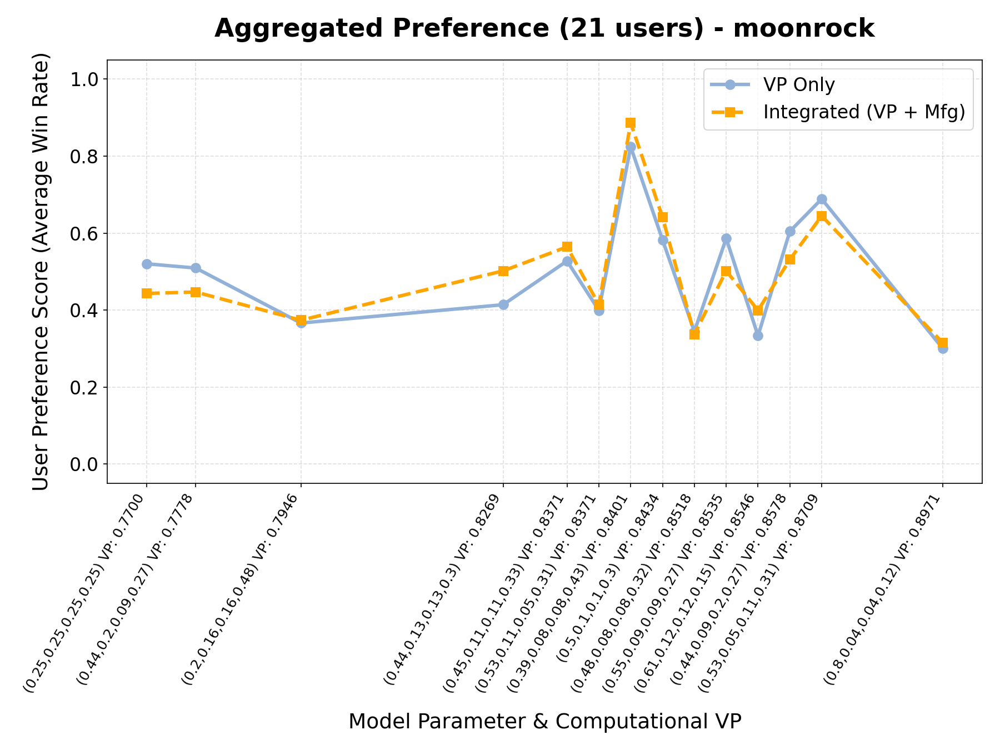 Aggregated Preference (21 users) - moonrock
User Preference Score (Average Win Rate)
1.0
0.8
0.6
0.4
0.2
0.0
VP Only
Integrated (VP + Mfg)
(0.25,0.25,0.25,0.25) VP: 0.7700
(0.44,0.2,0.09,0.27) VP: 0.7778
(0.2,0.16,0.16,0.48) VP: 0.7946
(0.44,0.13,0.13,0.3) VP: 0.8269
(0.45,0.11,0.11,0.33) VP: 0.8371
(0.53,0.11,0.05,0.31) VP: 0.8371
(0.39,0.08,0.08,0.43) VP: 0.8401
(0.5,0.1,0.1,0.3) VP: 0.8434
(0.48,0.08,0.08,0.32) VP: 0.8518
(0.55,0.09,0.09,0.27) VP: 0.8535
(0.61,0.12,0.12,0.15) VP: 0.8546
(0.44,0.09,0.2,0.27) VP: 0.8578
(0.53,0.05,0.11,0.31) VP: 0.8709
(0.8,0.04,0.04,0.12) VP: 0.8971
Model Parameter & Computational VP